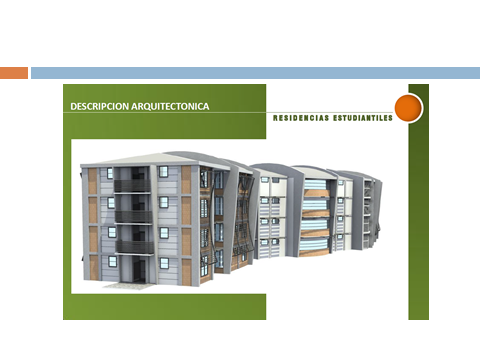 DESCRIPCION ARQUITECTONICA
RESIDENCIAS ESTUDIANTILES